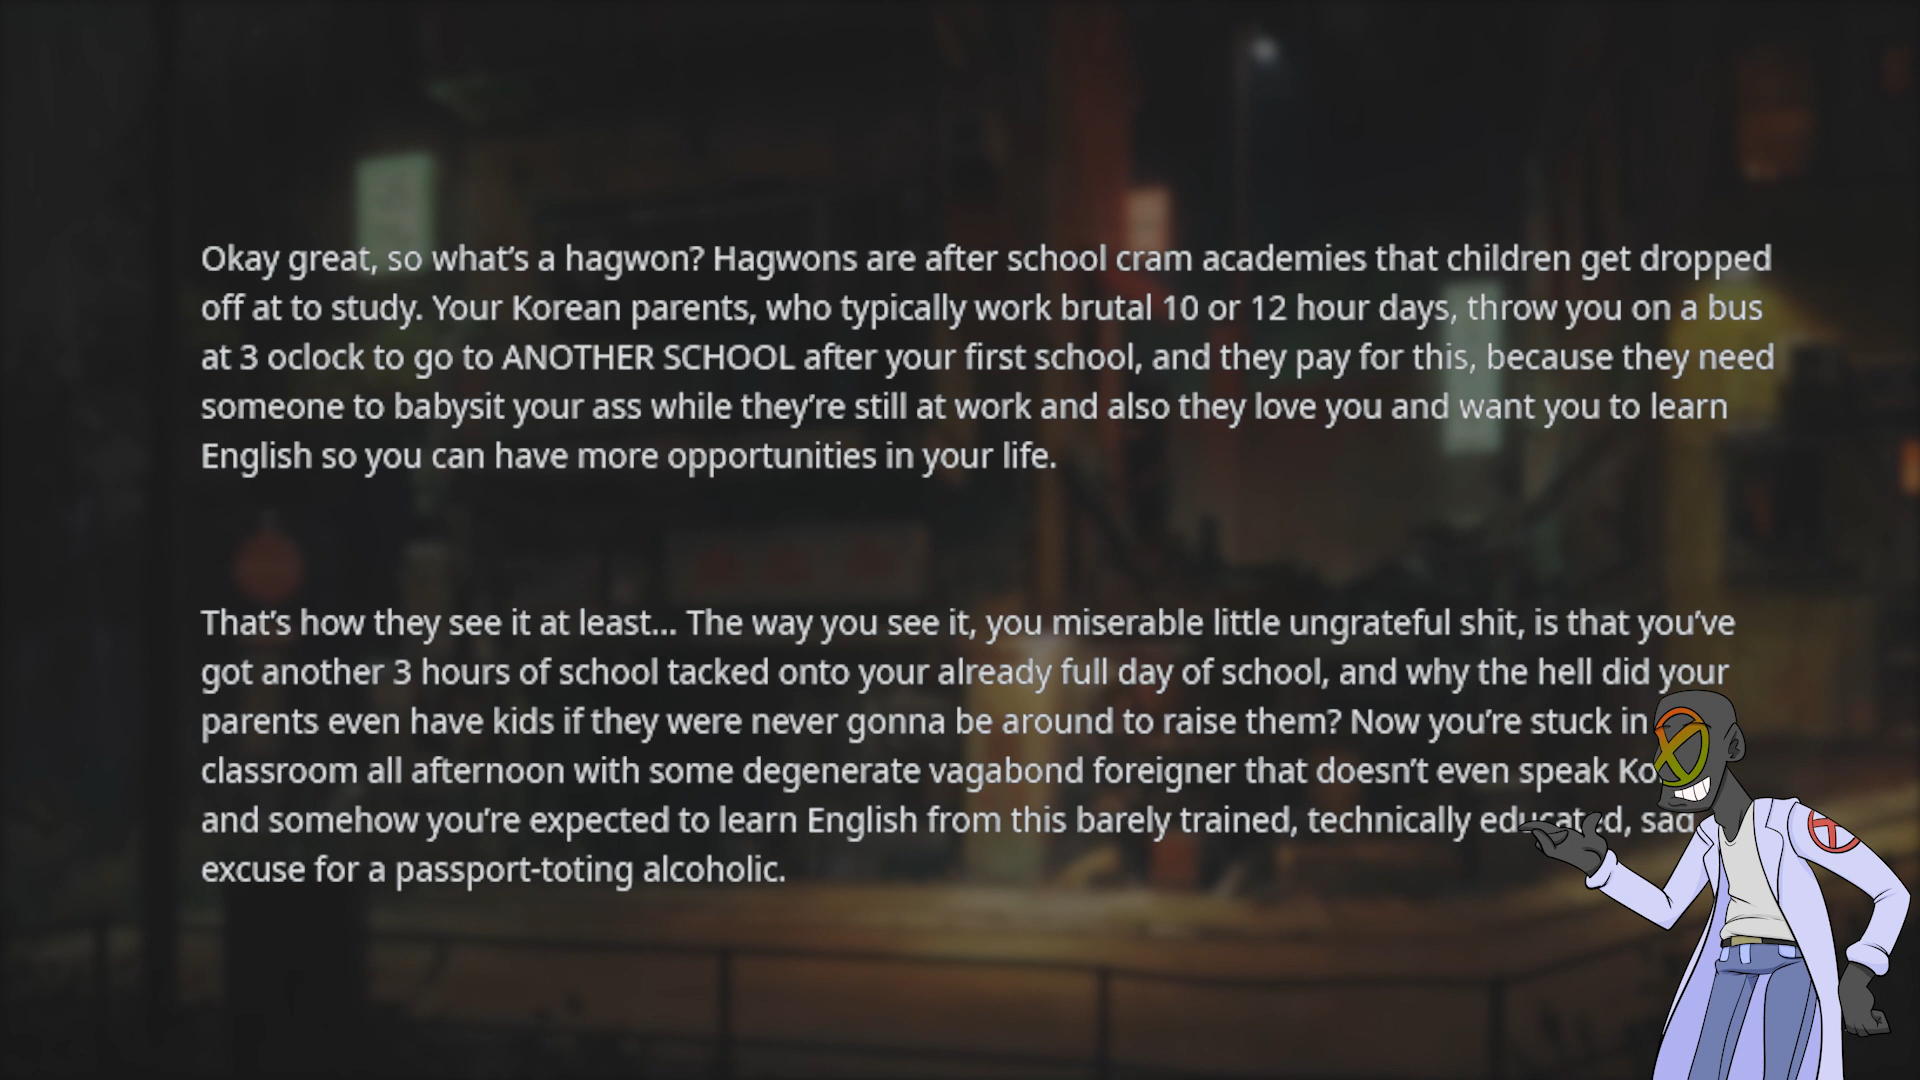 Okay great, so what's a hagwon? Hagwons are after school cram academies that children get dropped
off at to study. Your Korean parents, who typically work brutal 10 or 12 hour days, throw you on a bus
at 3 oclock to go to ANOTHER SCHOOL after your first school, and they pay for this, because they need
someone to babysit your ass while they're still at work and also they love you and want you to learn
English so you can have more opportunities in your life.
That's how they see it at least... The way you see it, you miserable little ungrateful shit, is that you've
got another 3 hours of school tacked onto your already full day of school, and why the hell did your
parents even have kids if they were never gonna be around to raise them? Now you're stuck in
classroom all afternoon with some degenerate vagabond foreigner that doesn't even speak
and somehow you're expected to learn English from this barely trained, technically educated, sad
excuse for a passport-toting alcoholic.